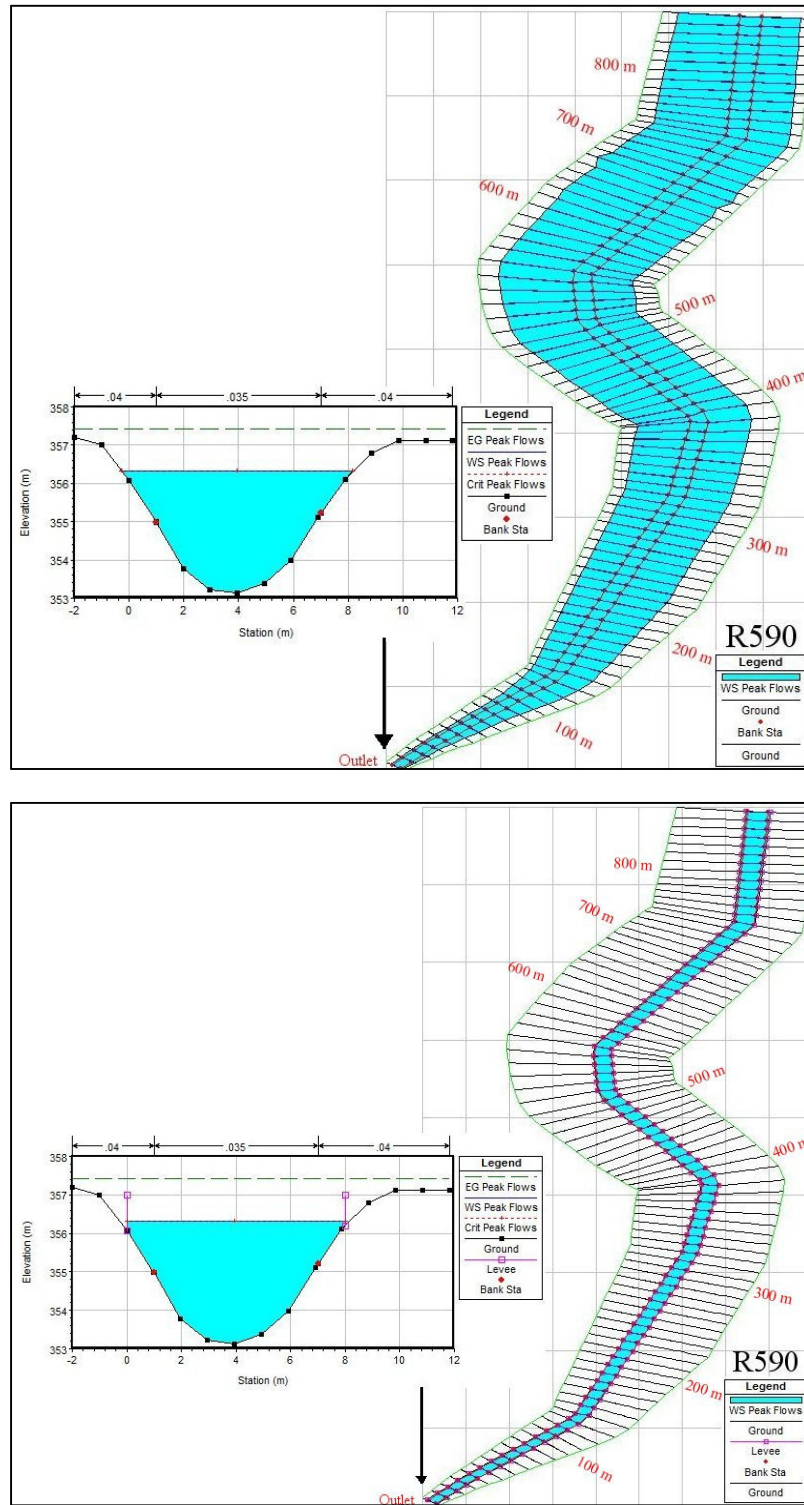 800 m
700 m
600 m
500 m
400 m
300 m
200 m
100 m
Outlet
R590
Legend
WS Peak Flows
Ground
Bank Sta
Ground
.04
.035
.04
358
357
356
355
354
353
-2
0
2
4
6
8
10
12
Elevation (m)
Station (m)
Legend
EG Peak Flows
WS Peak Flows
Crit Peak Flows
Ground
Bank Sta
800 m
700 m
600 m
500 m
400 m
300 m
200 m
100 m
Outlet
R590
Legend
WS Peak Flows
Ground
Levee
Bank Sta
Ground
.04
.035
.04
358
357
356
355
354
353
-2
0
2
4
6
8
10
12
Elevation (m)
Station (m)
Legend
EG Peak Flows
WS Peak Flows
Crit Peak Flows
Ground
Levee
Bank Sta